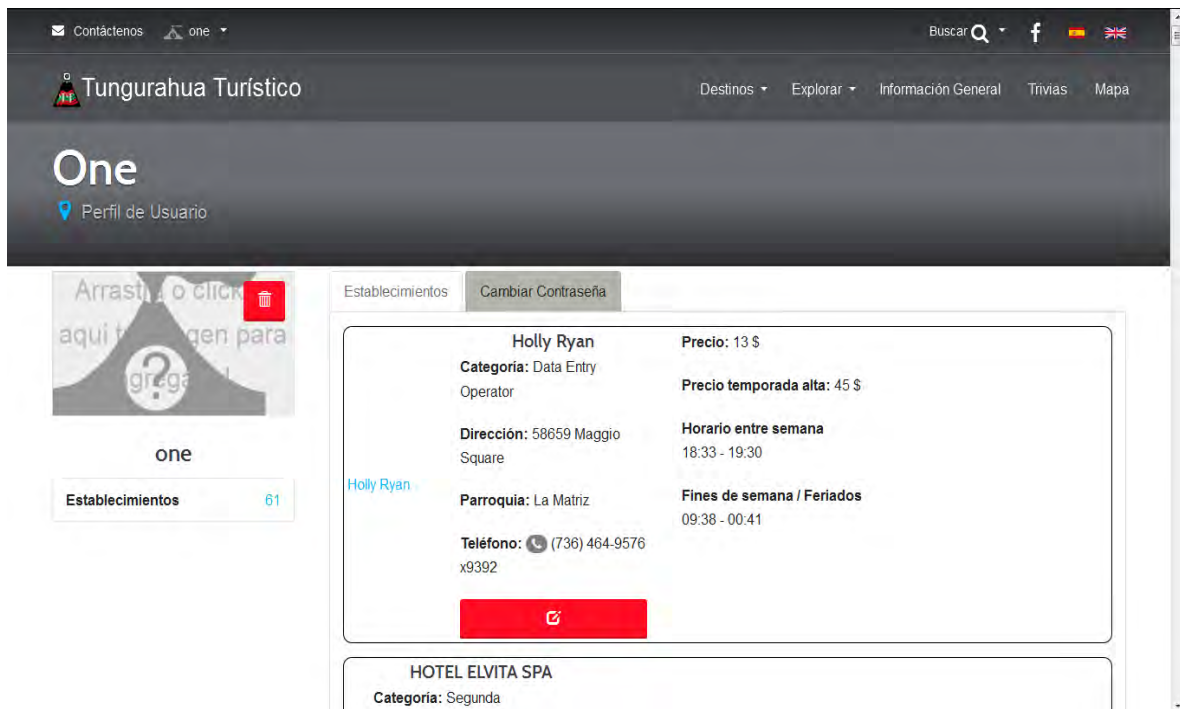 Contáctenos one Buscar
Tungurahua Turístico Destinos Explorar Información General Trivias Mapa
One
Perfil de Usuario
Arrastr o click
aquí t gen para
grega
one
Establecimientos 61
Establecimientos Cambiar Contraseña
Holly Ryan
Holly Ryan
Categoría: Data Entry
Operator
Dirección: 58659 Maggio
Square
Parroquia: La Matriz
Teléfono: (736) 464-9576
x9392
Precio: 13 $
Precio temporada alta: 45 $
Horario entre semana
18:33 - 19:30
Fines de semana / Feriados
09:38 - 00:41
HOTEL ELVITA SPA
Categoría: Segunda